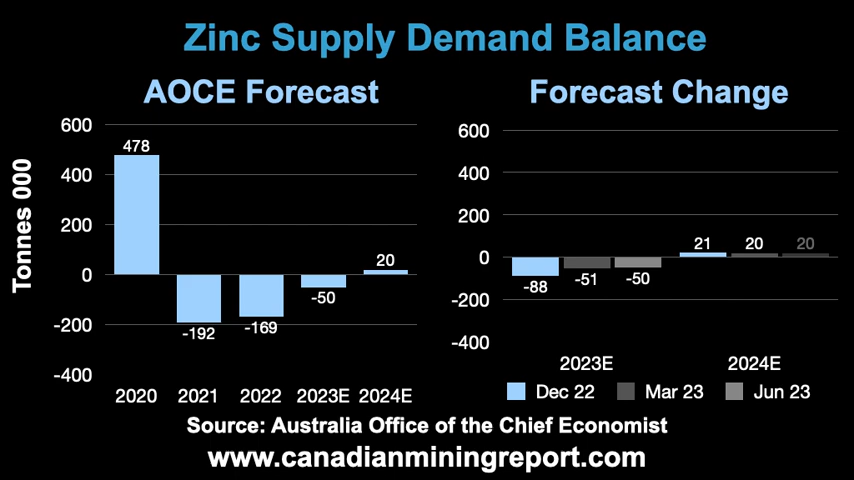 Zinc Supply Demand Balance
AOCE Forecast
Tonnes 000
600
400
200
0
-200
-400
478
-192
-169
-50
20
2020 2021 2022 2023E 2024E
Forecast Change
600
400
200
0
-200
-400
-88
-51
-50
21
20
20
2023E 2024E
Dec 22 Mar 23 Jun 23
Source: Australia Office of the Chief Economist
www.canadianminingreport.com